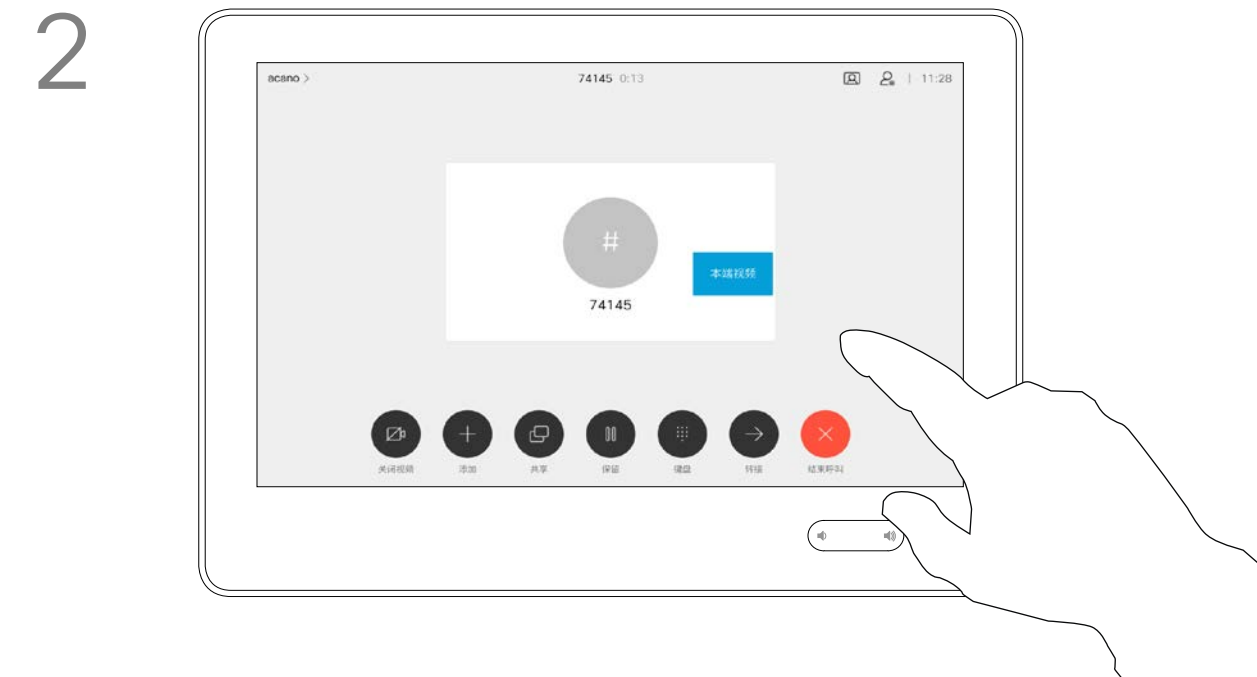 2
acano >
74145 0:13
11:28
#
本端视频
74145
关闭视频
添加
共享
保留
键盘
转接
结束呼叫